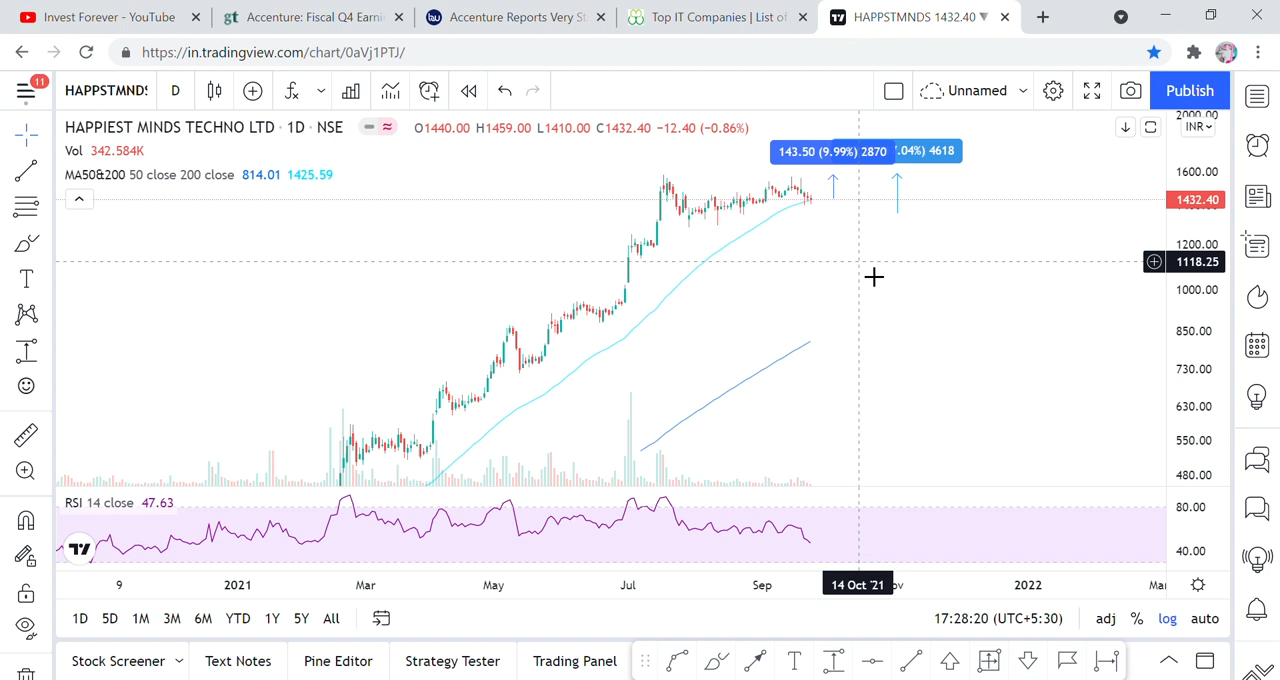 Invest Forever - YouTube
Accenture: Fiscal Q4 Earni
Accenture Reports Very St
Top IT Companies | List of
HAPPSTMNDS 1432.40 ▼
https://in.tradingview.com/chart/0aVj1PTJ/
11
HAPPSTMNDS
D
Unnamed
Publish
HAPPIEST MINDS TECHNO LTD · 1D · NSE
O1440.00 H1459.00 L1410.00 C1432.40 −12.40 (−0.86%)
Vol 342.584K
MA50&200 50 close 200 close 814.01 1425.59
143.50 (9.99%) 2870
.04%) 4618
2000.00
INR
1600.00
1432.40
1200.00
1118.25
1000.00
850.00
730.00
630.00
550.00
480.00
RSI 14 close 47.63
80.00
40.00
9 2021 Mar May Jul Sep 14 Oct '21 2022
1D 5D 1M 3M 6M YTD 1Y 5Y All
17:28:20 (UTC+5:30)
adj % log auto
Stock Screener Text Notes Pine Editor Strategy Tester Trading Panel